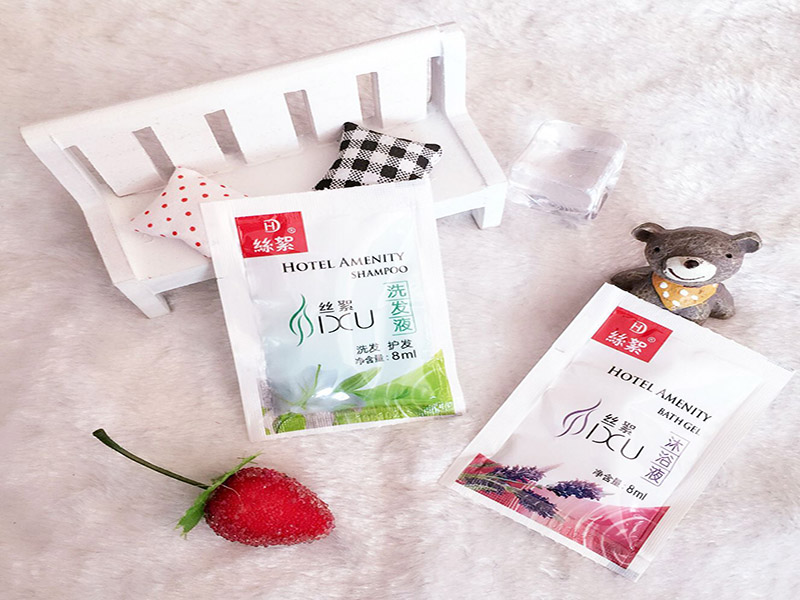 絲絮®
HOTEL AMENITY
SHAMPOO
丝絮
IXU
洗发液
洗发 护发
净含量: 8ml
絲絮®
HOTEL AMENITY
BATH GEL
丝絮
IXU
沐浴液
净含量: 8ml